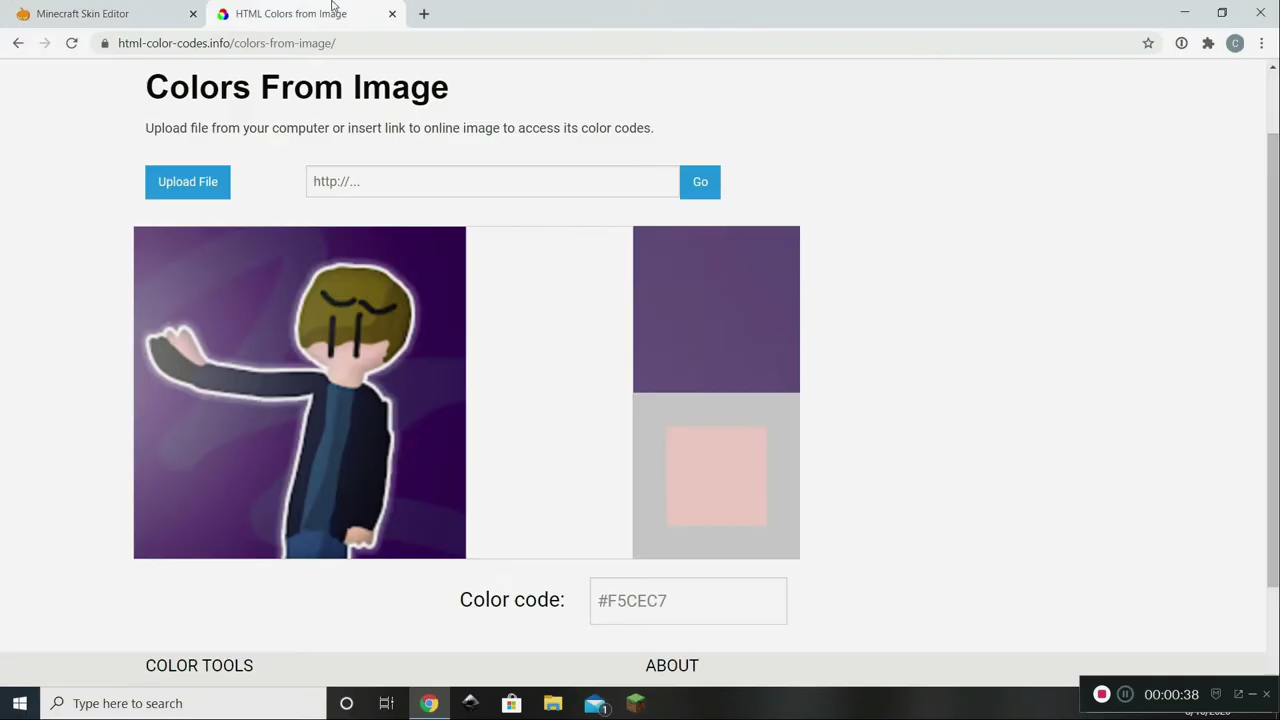 Minecraft Skin Editor
HTML Colors from Image
html-color-codes.info/colors-from-image/
C
Colors From Image
Upload file from your computer or insert link to online image to access its color codes.
Upload File
http://...
Go
Color code:
#F5CEC7
COLOR TOOLS
ABOUT
Type here to search
1
00:00:38